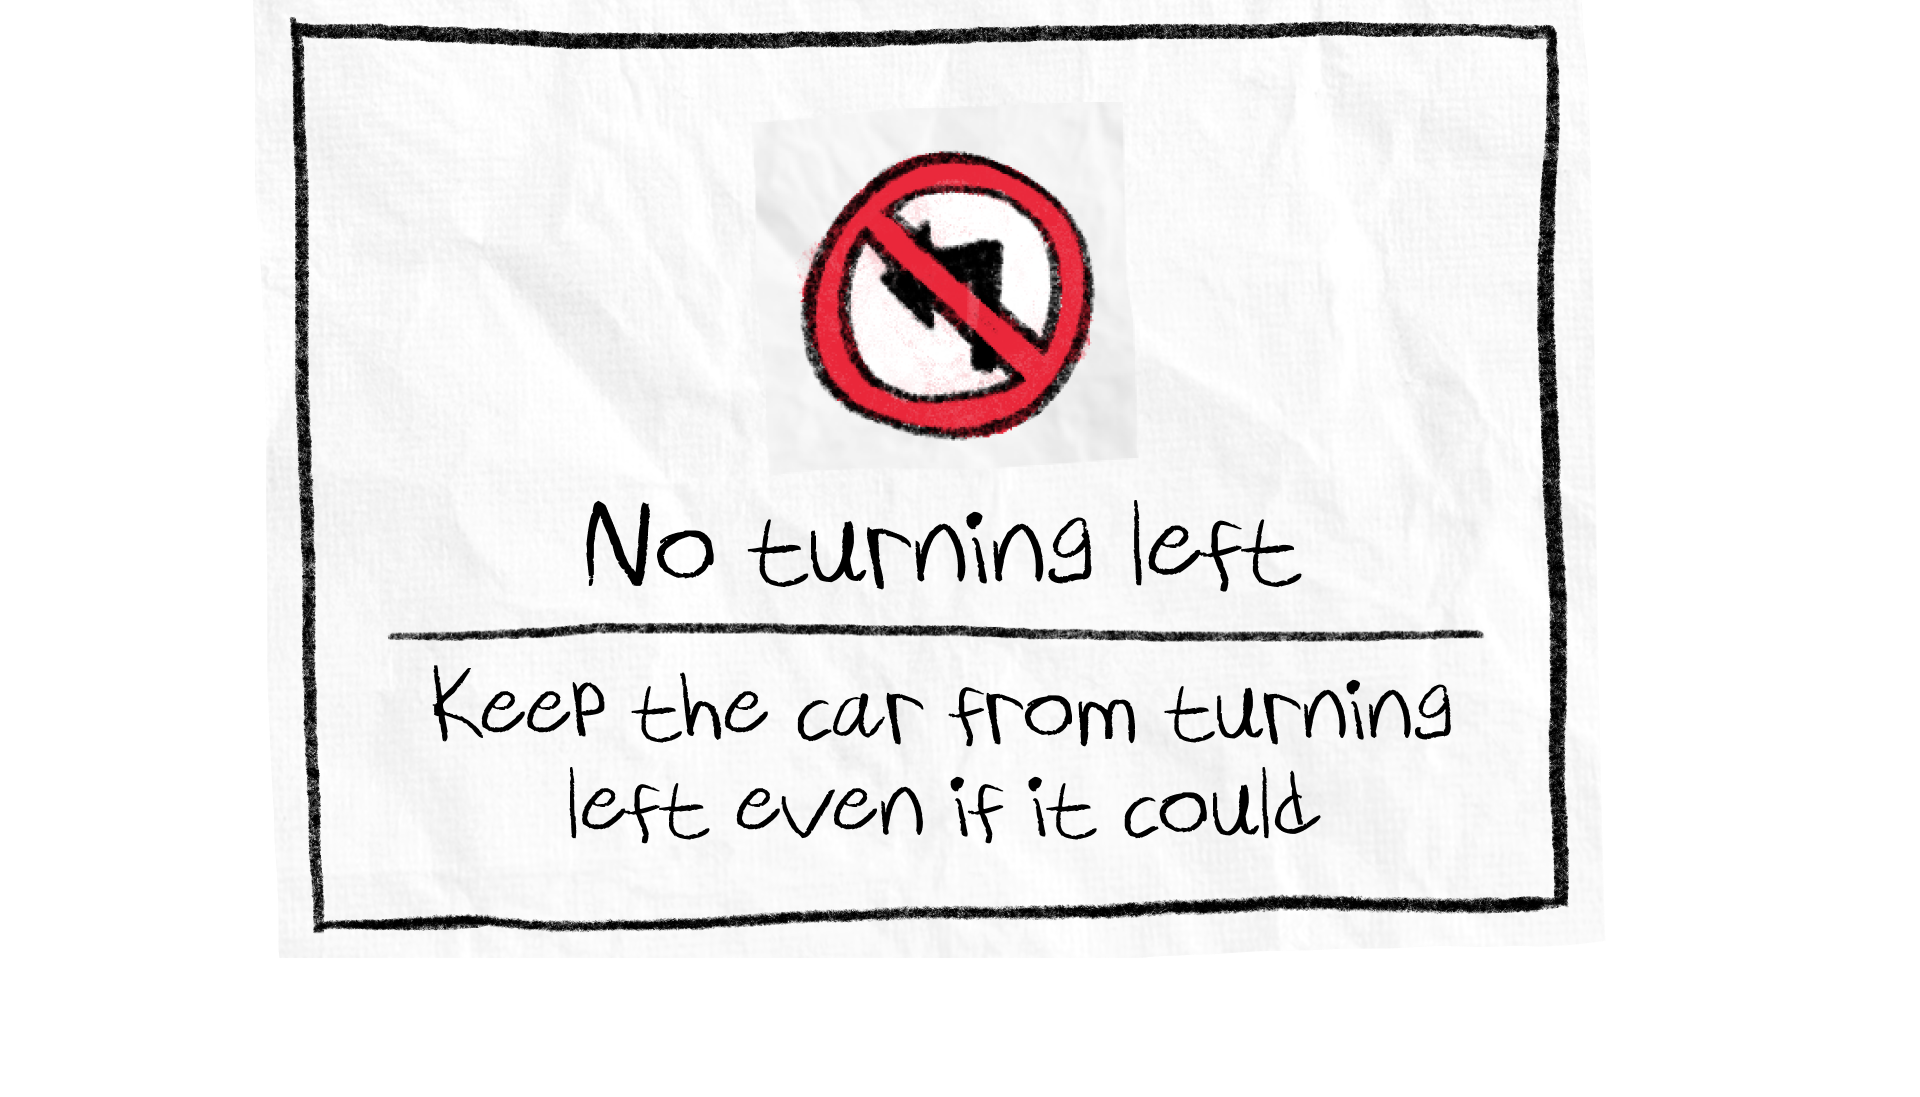 No turning left
Keep the car from turning
left even if it could